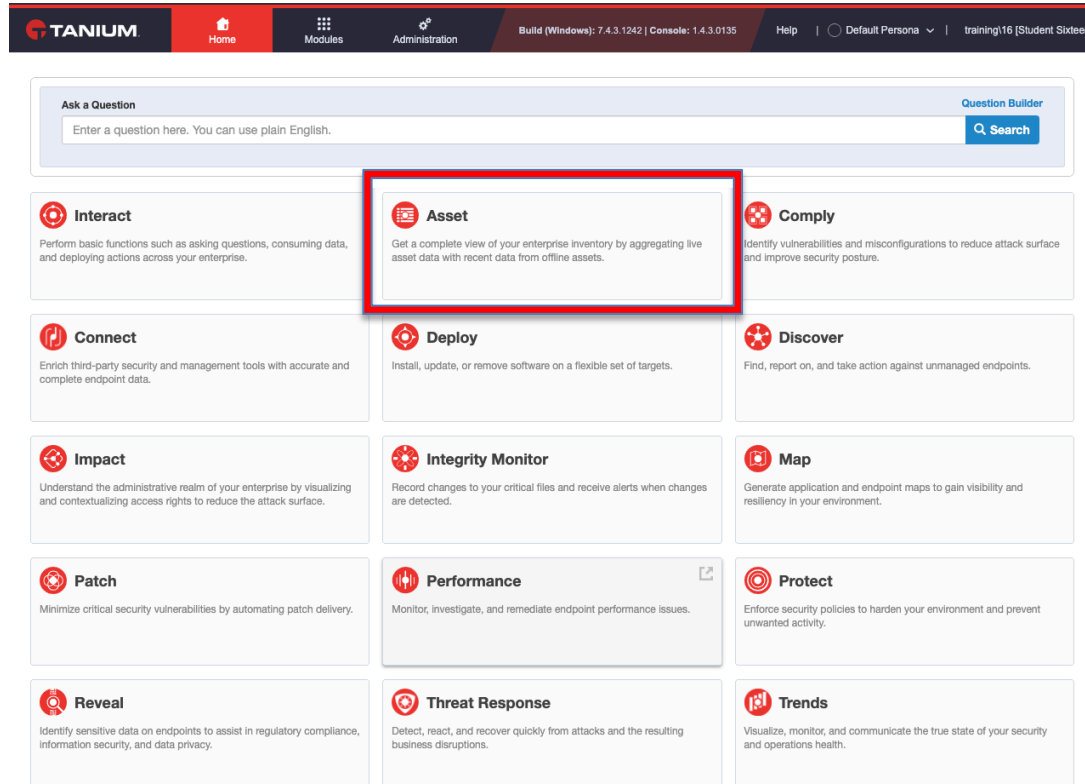 TANIUM
Home
Modules
Administration
Build (Windows): 7.4.3.1242 | Console: 1.4.3.0135
Help | Default Persona | training\16 [Student Sixtee
Ask a Question
Question Builder
Enter a question here. You can use plain English.
Search
Interact
Perform basic functions such as asking questions, consuming data,
and deploying actions across your enterprise.
Asset
Get a complete view of your enterprise inventory by aggregating live
asset data with recent data from offline assets.
Comply
Identify vulnerabilities and misconfigurations to reduce attack surface
and improve security posture.
Connect
Enrich third-party security and management tools with accurate and
complete endpoint data.
Deploy
Install, update, or remove software on a flexible set of targets.
Discover
Find, report on, and take action against unmanaged endpoints.
Impact
Understand the administrative realm of your enterprise by visualizing
and contextualizing access rights to reduce the attack surface.
Integrity Monitor
Record changes to your critical files and receive alerts when changes
are detected.
Map
Generate application and endpoint maps to gain visibility and
resiliency in your environment.
Patch
Minimize critical security vulnerabilities by automating patch delivery.
Performance
Monitor, investigate, and remediate endpoint performance issues.
Protect
Enforce security policies to harden your environment and prevent
unwanted activity.
Reveal
Identify sensitive data on endpoints to assist in regulatory compliance,
information security, and data privacy.
Threat Response
Detect, react, and recover quickly from attacks and the resulting
business disruptions.
Trends
Visualize, monitor, and communicate the true state of your security
and operations health.